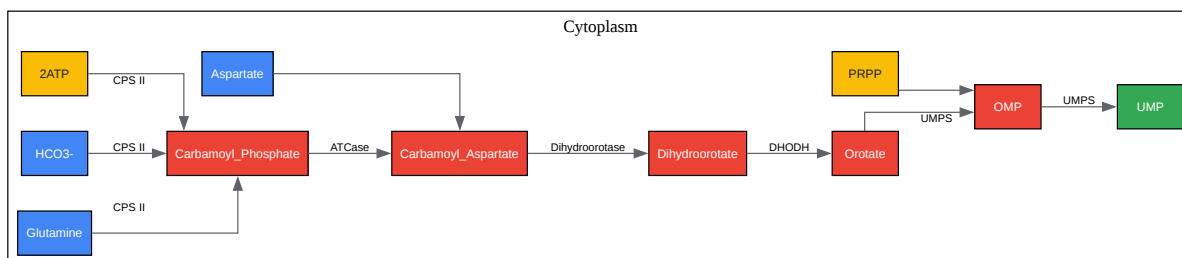 Cytoplasm
2ATP
CPS II
Aspartate
PRPP
OMP
UMPS
UMP
UMPS
HCO3-
CPS II
Carbamoyl_Phosphate
ATCase
Carbamoyl_Aspartate
Dihydroorotase
Dihydroorotate
DHODH
Orotate
CPS II
Glutamine